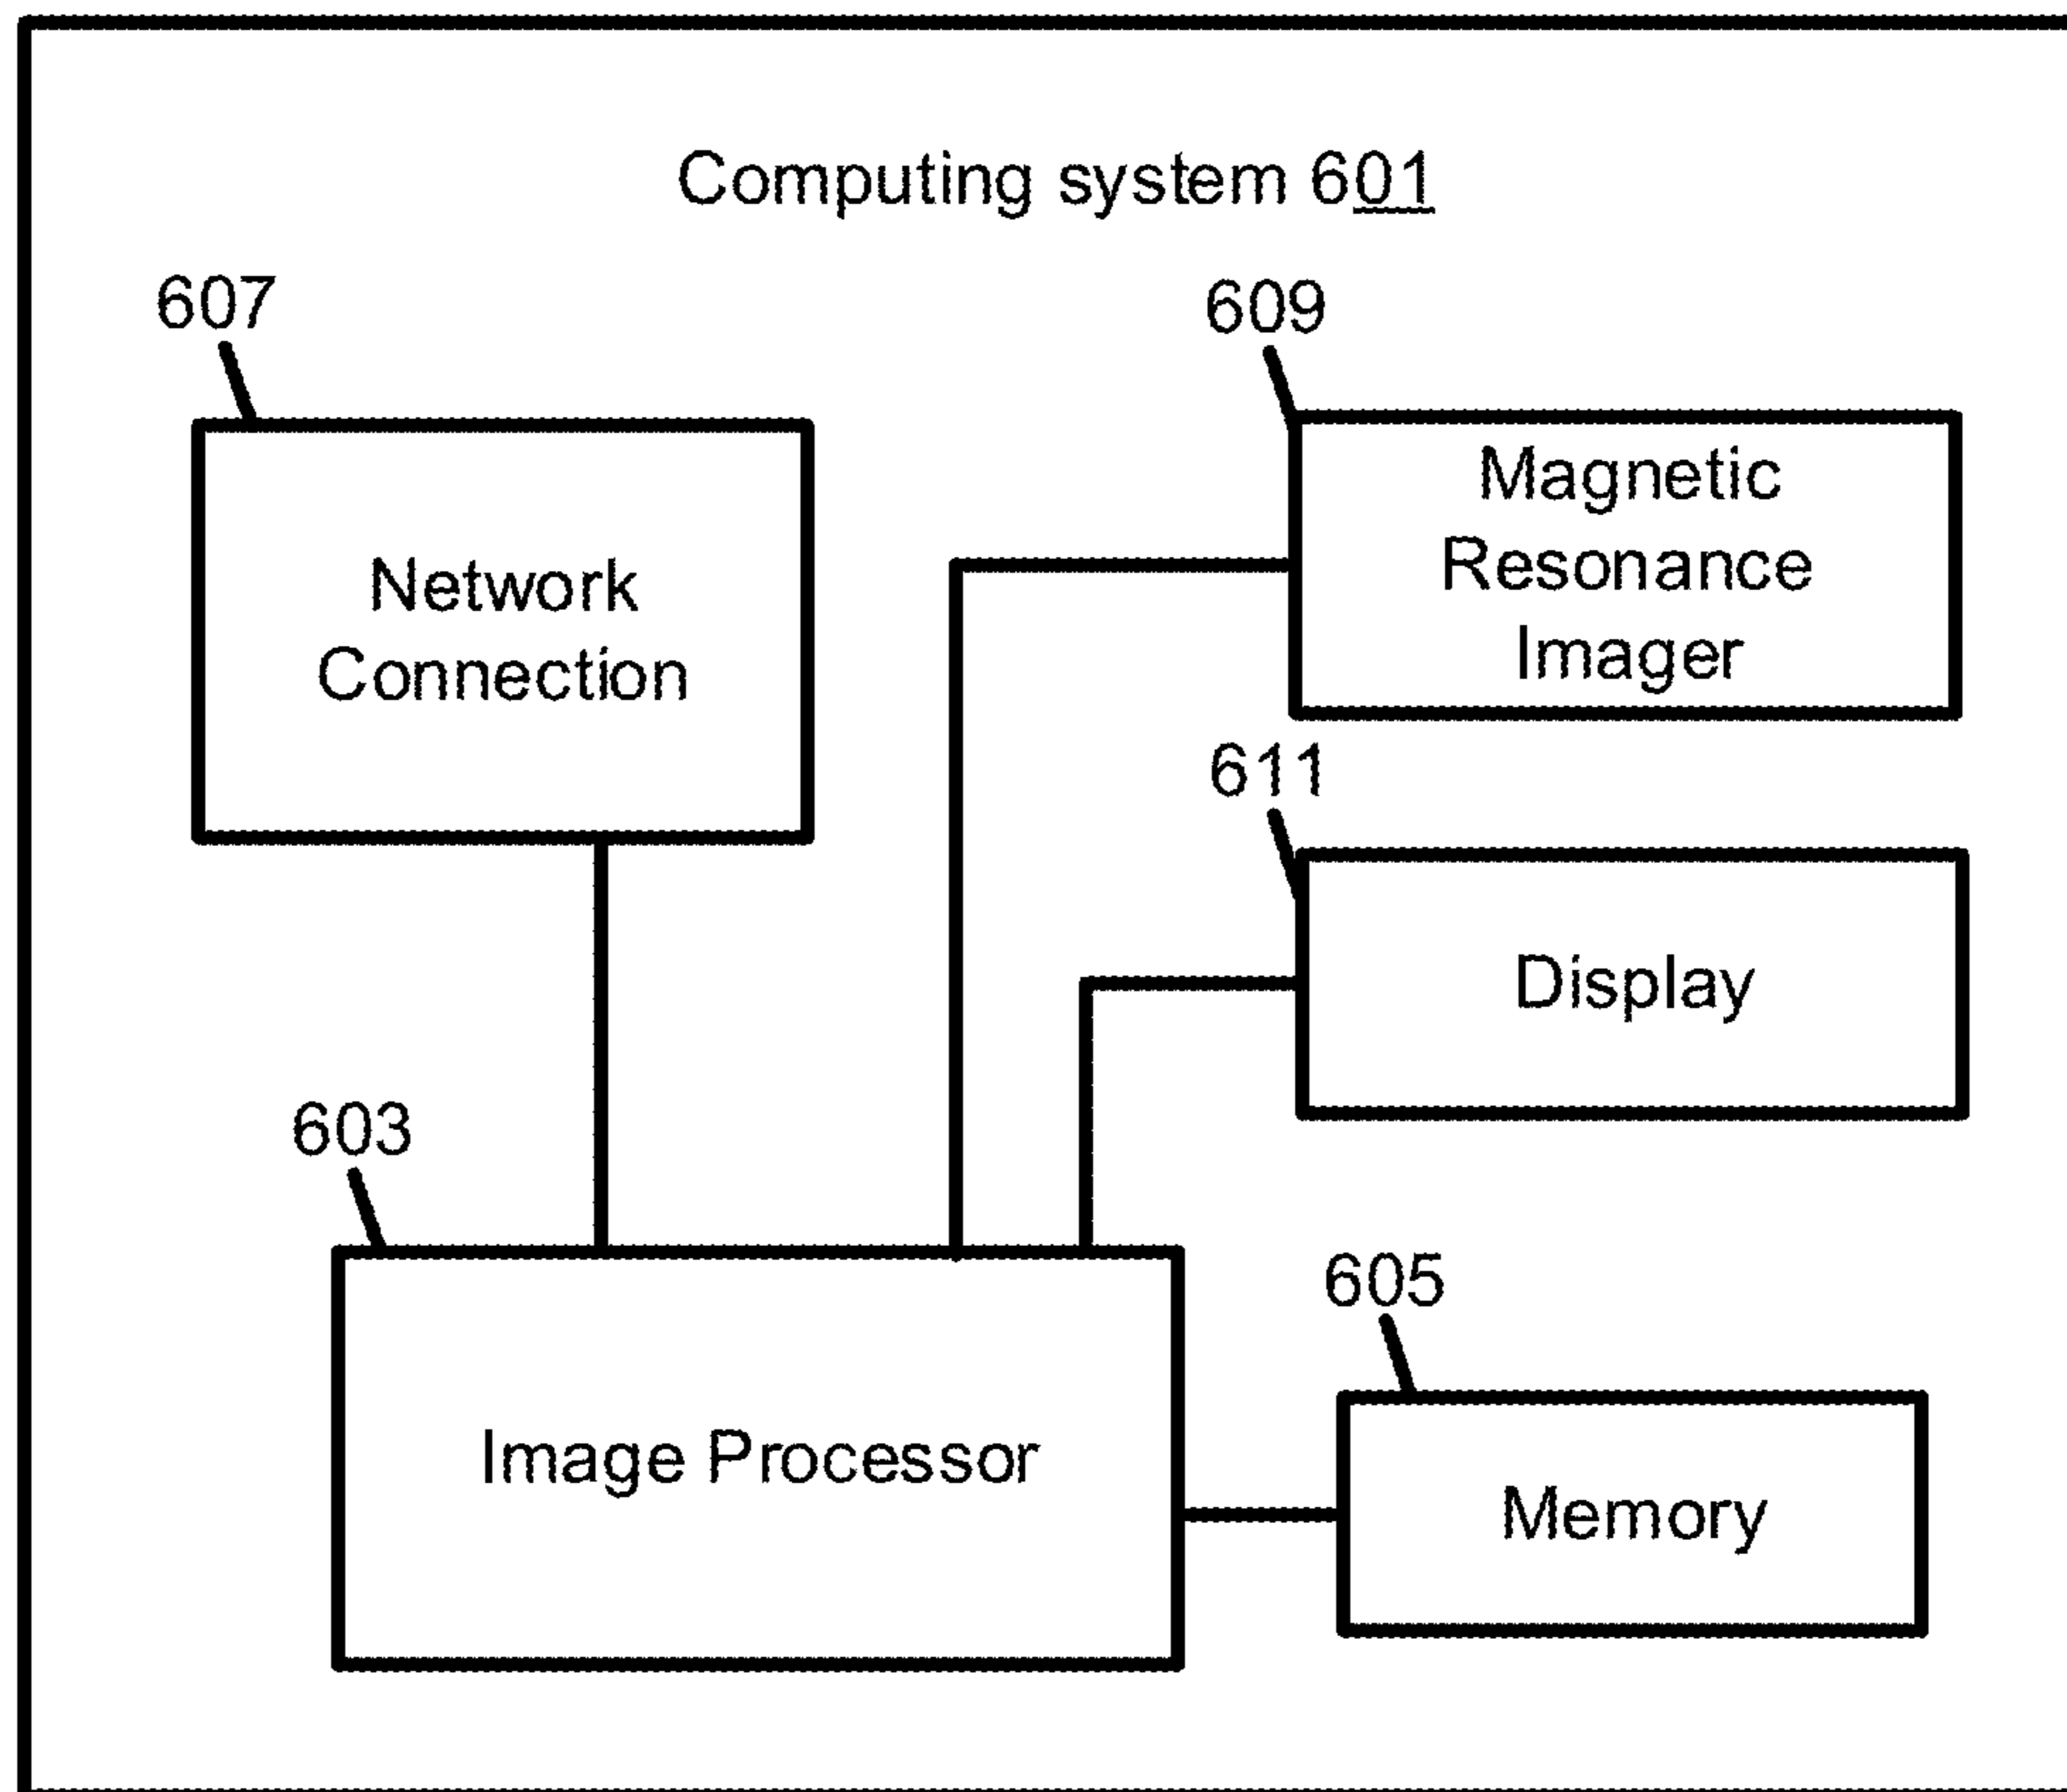 Computing system 601
607
609
Network
Connection
Magnetic
Resonance
Imager
611
Display
603
Image Processor
605
Memory